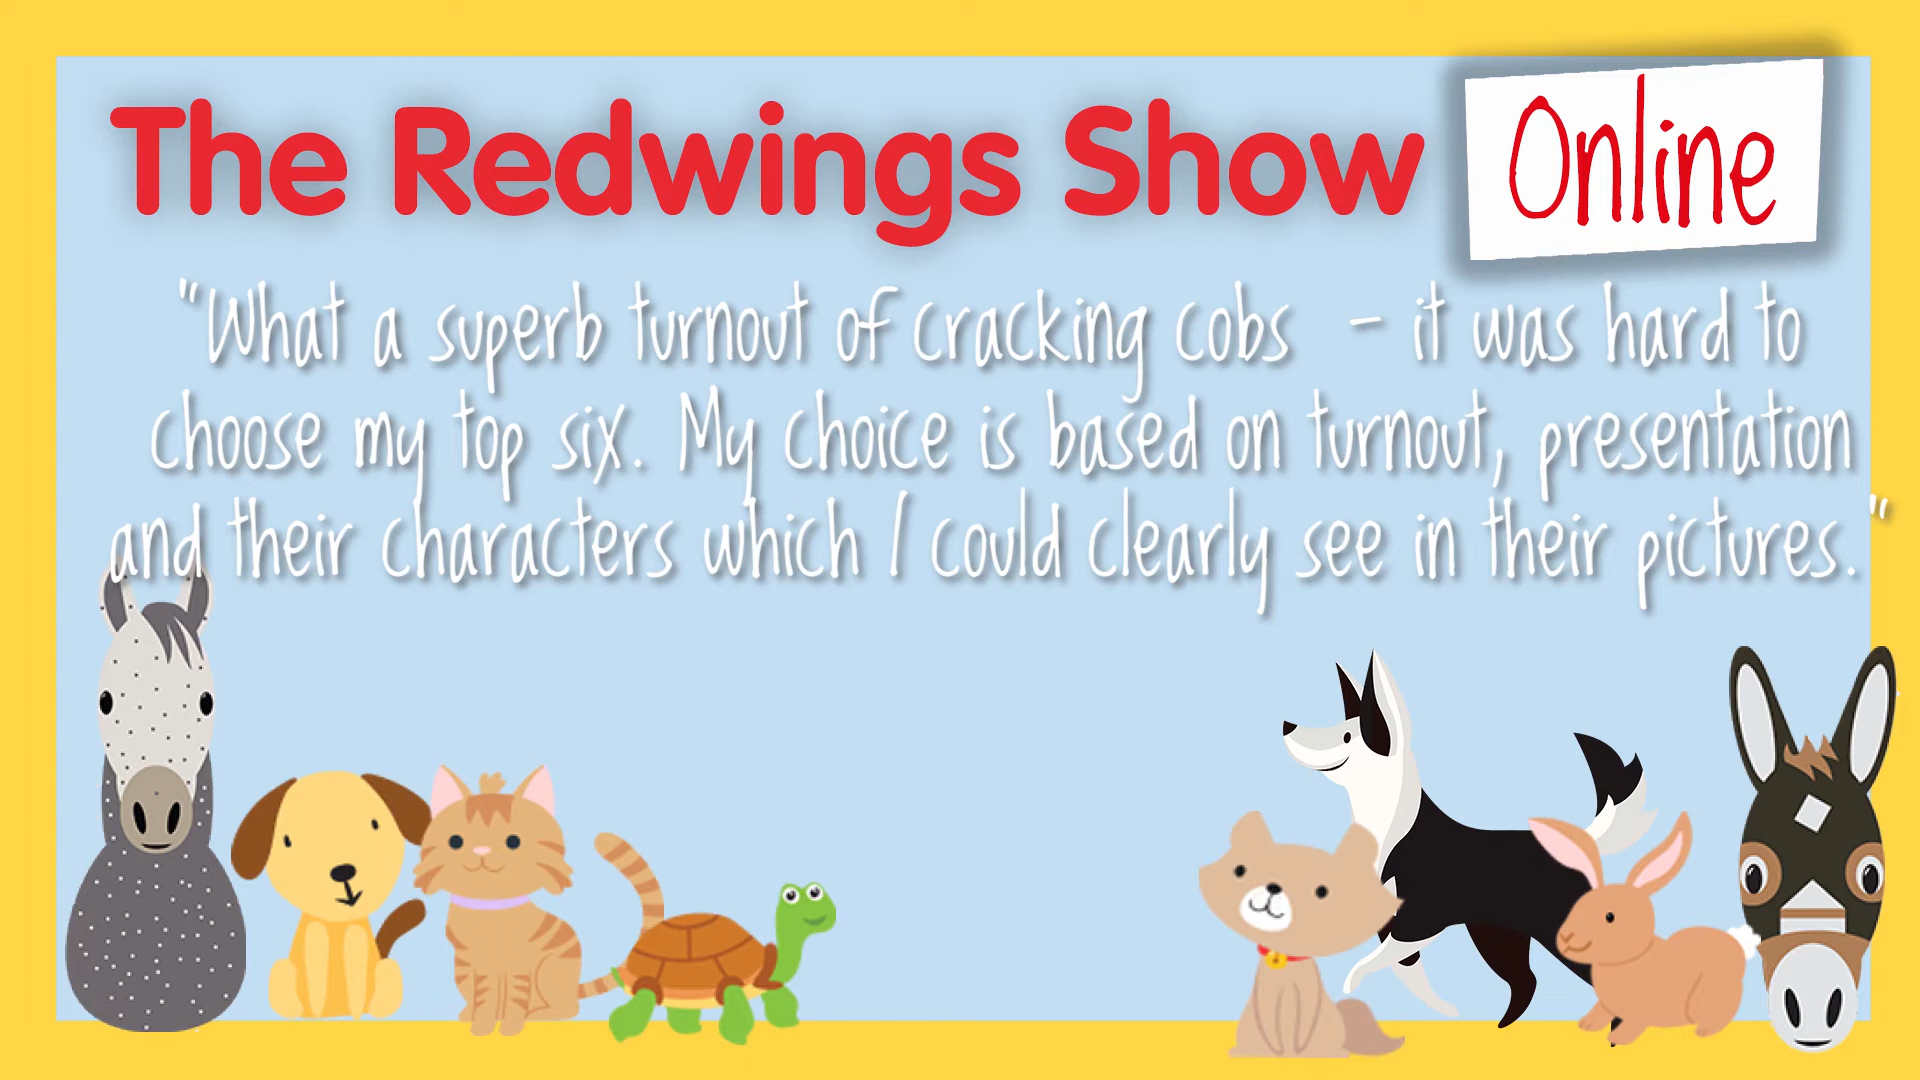 The Redwings Show Online
"What a superb turnout of cracking cobs - it was hard to
choose my top six. My choice is based on turnout, presentation
and their characters which I could clearly see in their pictures."